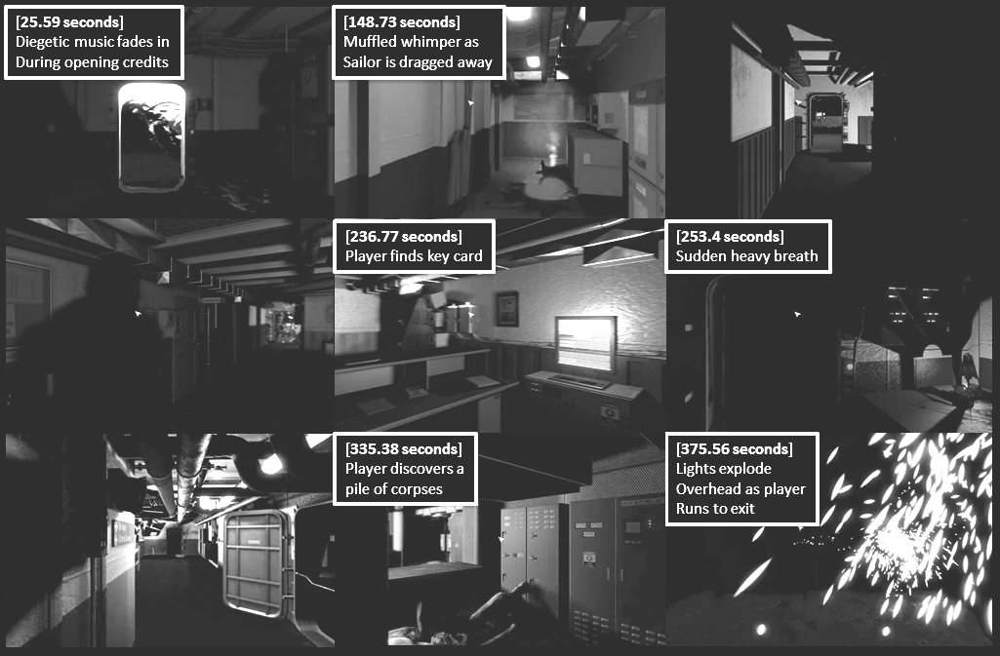 [25.59 seconds]
Diegetic music fades in
During opening credits
[148.73 seconds]
Muffled whimper as
Sailor is dragged away
[236.77 seconds]
Player finds key card
[253.4 seconds]
Sudden heavy breath
[335.38 seconds]
Player discovers a
pile of corpses
[375.56 seconds]
Lights explode
Overhead as player
Runs to exit